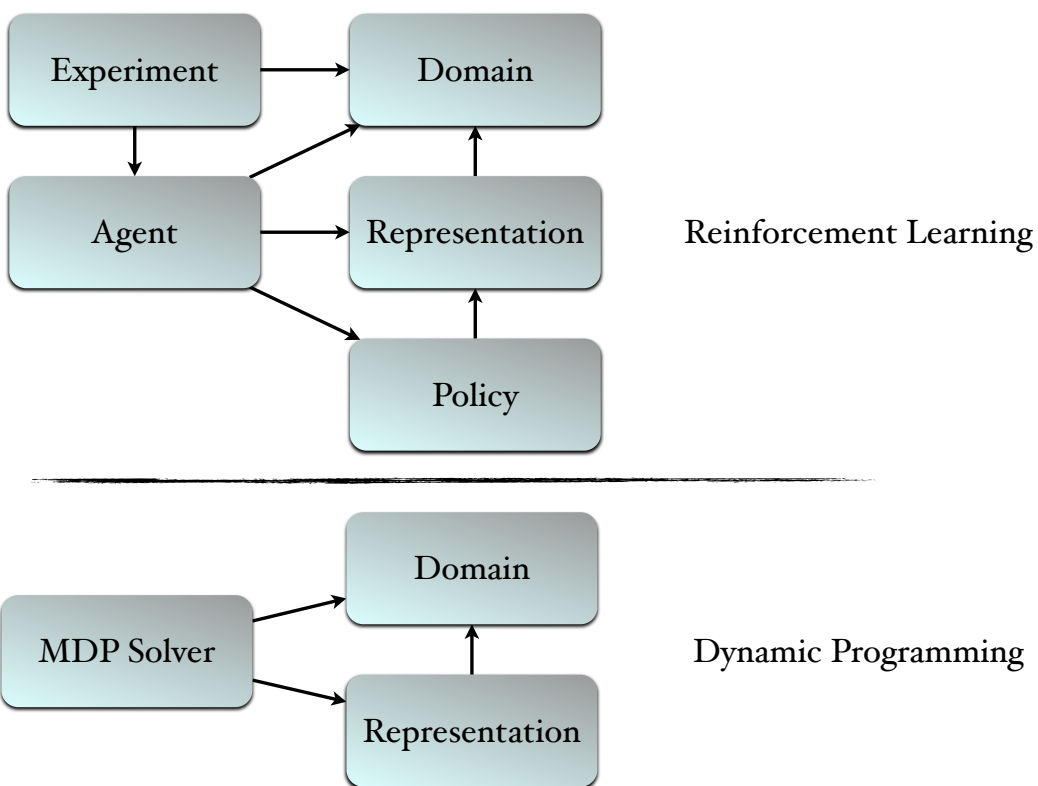 Experiment
Domain
Agent
Representation
Reinforcement Learning
Policy
Domain
MDP Solver
Dynamic Programming
Representation